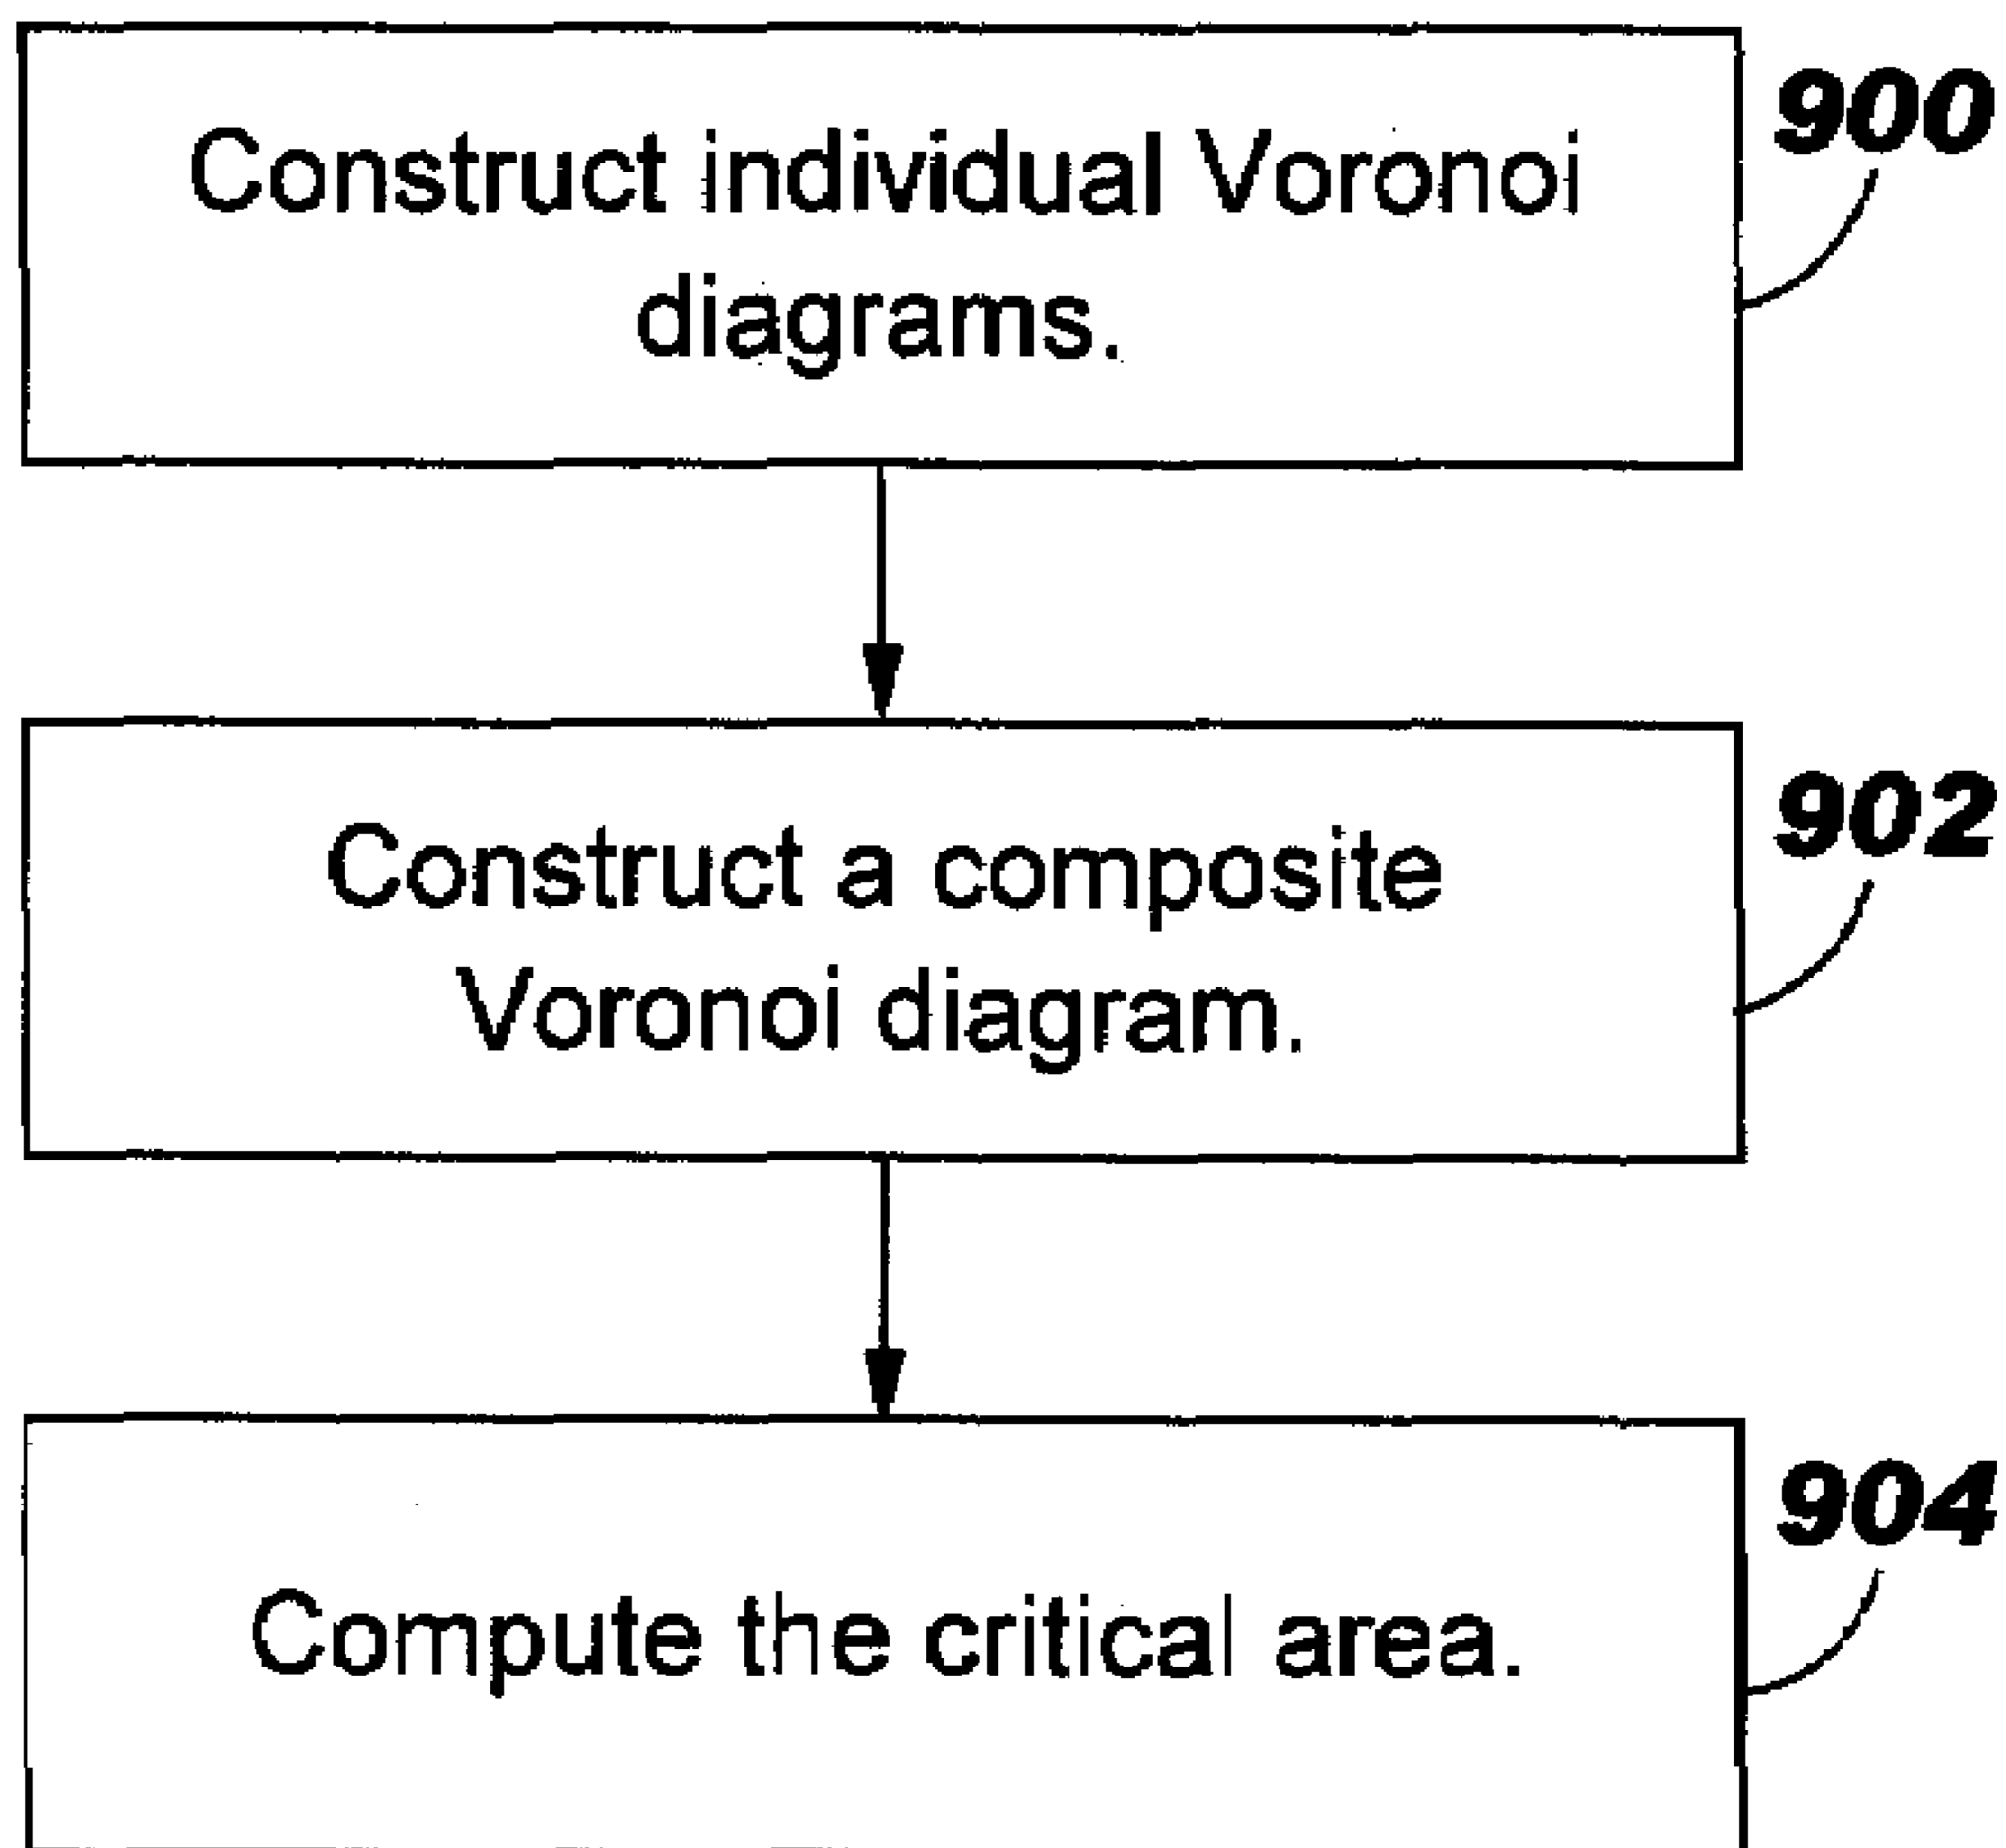 Construct individual Voronoi
diagrams.
900
Construct a composite
Voronoi diagram.
902
Compute the critical area.
904